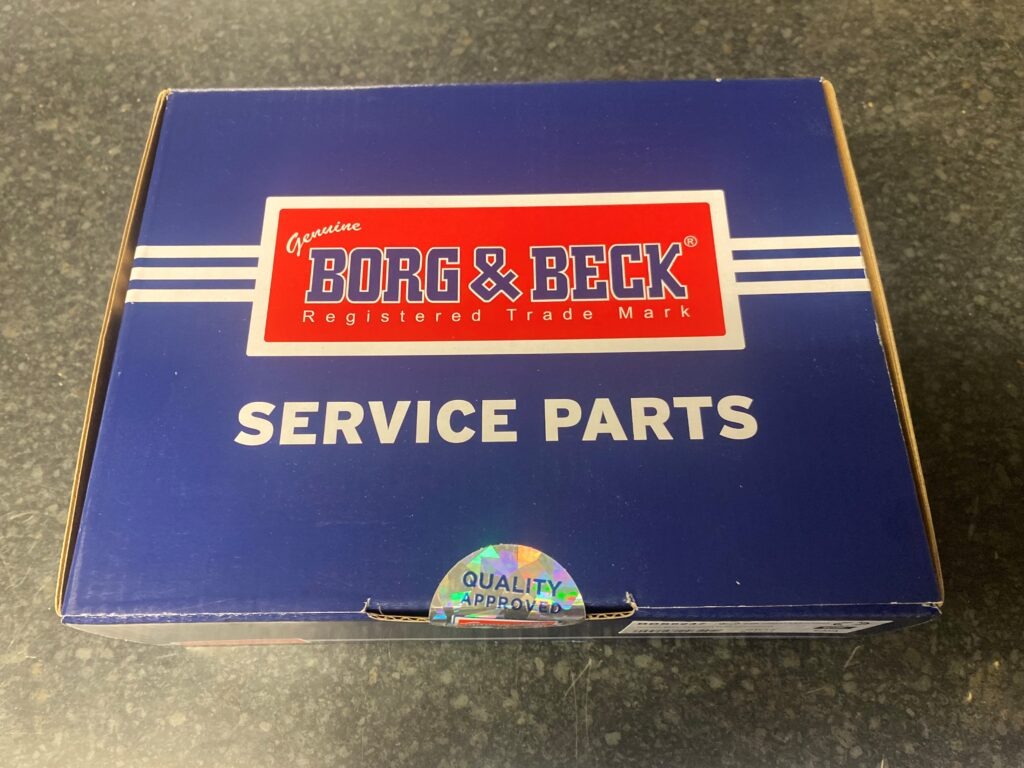 Genuine
BORG & BECK®
Registered Trade Mark
SERVICE PARTS
QUALITY
APPROVED